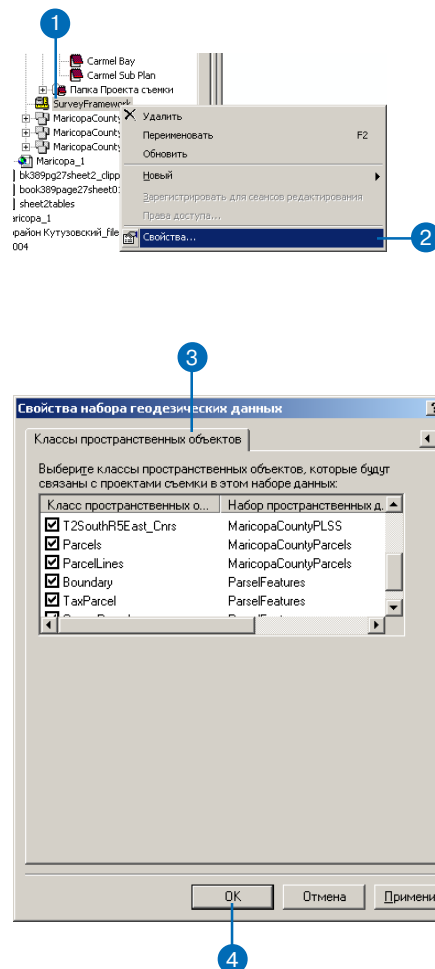 1
Carmel Bay
Carmel Sub Plan
Папка Проекта съемки
SurveyFramework
MaricopaCounty
MaricopaCounty
MaricopaCounty
Maricopa_1
bk389pg27sheet2_clipp
book389page27sheet0
sheet2tables
aricopa_1
район Кутузовский_file
004
Удалить
Переименовать F2
Обновить
Новый
Зарегистрировать для сеансов редактирования
Права доступа...
Свойства...
2
3
Свойства набора геодезических данных ?
Классы пространственных объектов
Выберите классы пространственных объектов, которые будут
связаны с проектами съемки в этом наборе данных:
Класс пространственных о... Набор пространственных д.
T2SouthR5East_Cnrs MaricopaCountyPLSS
Parcels MaricopaCountyParcels
ParcelLines MaricopaCountyParcels
Boundary ParselFeatures
TaxParcel ParselFeatures
OK Отмена Примени
4